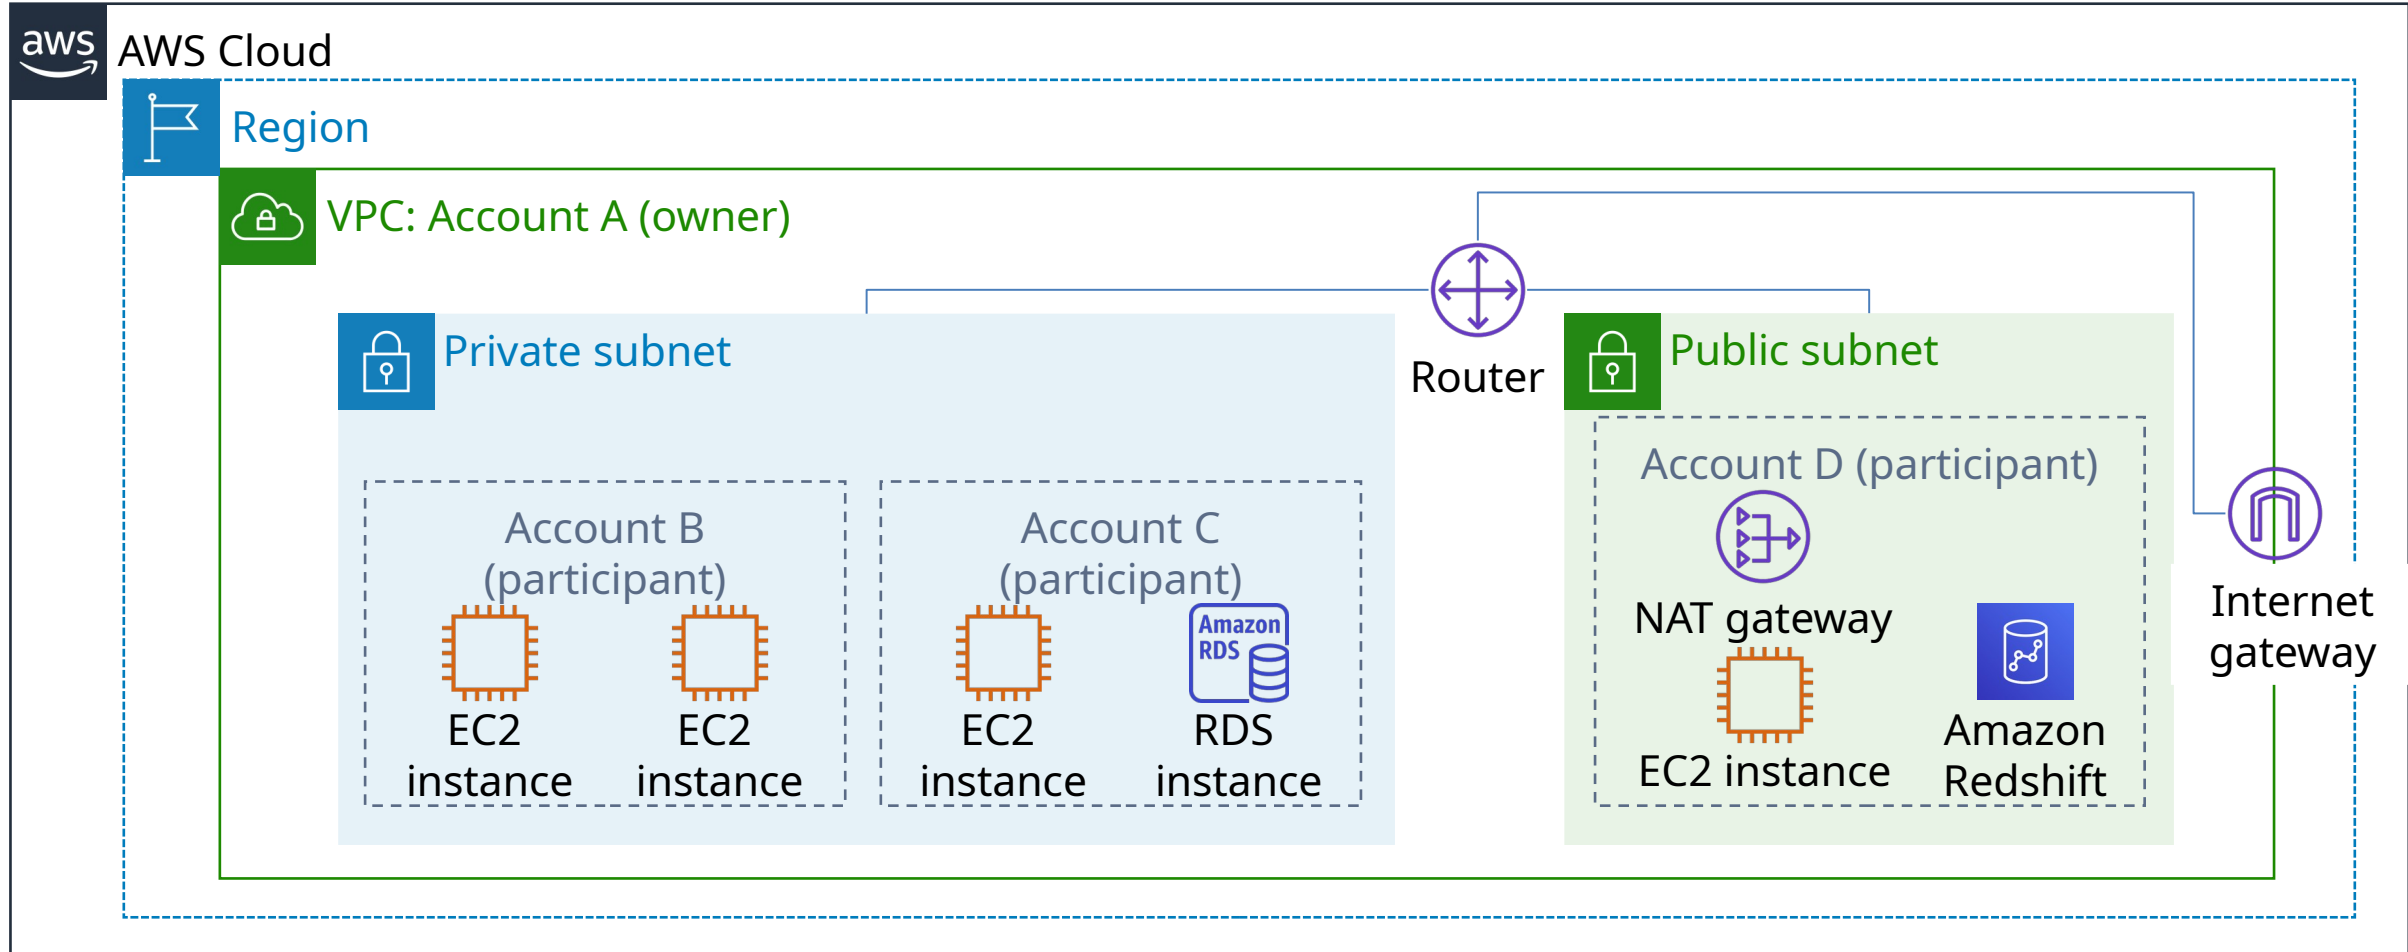 aws
AWS Cloud
Region
VPC: Account A (owner)
Router
Private subnet
Account B
(participant)
EC2
instance
EC2
instance
Account C
(participant)
EC2
instance
Amazon
RDS
RDS
instance
Public subnet
Account D (participant)
NAT gateway
EC2 instance
Amazon
Redshift
Internet
gateway